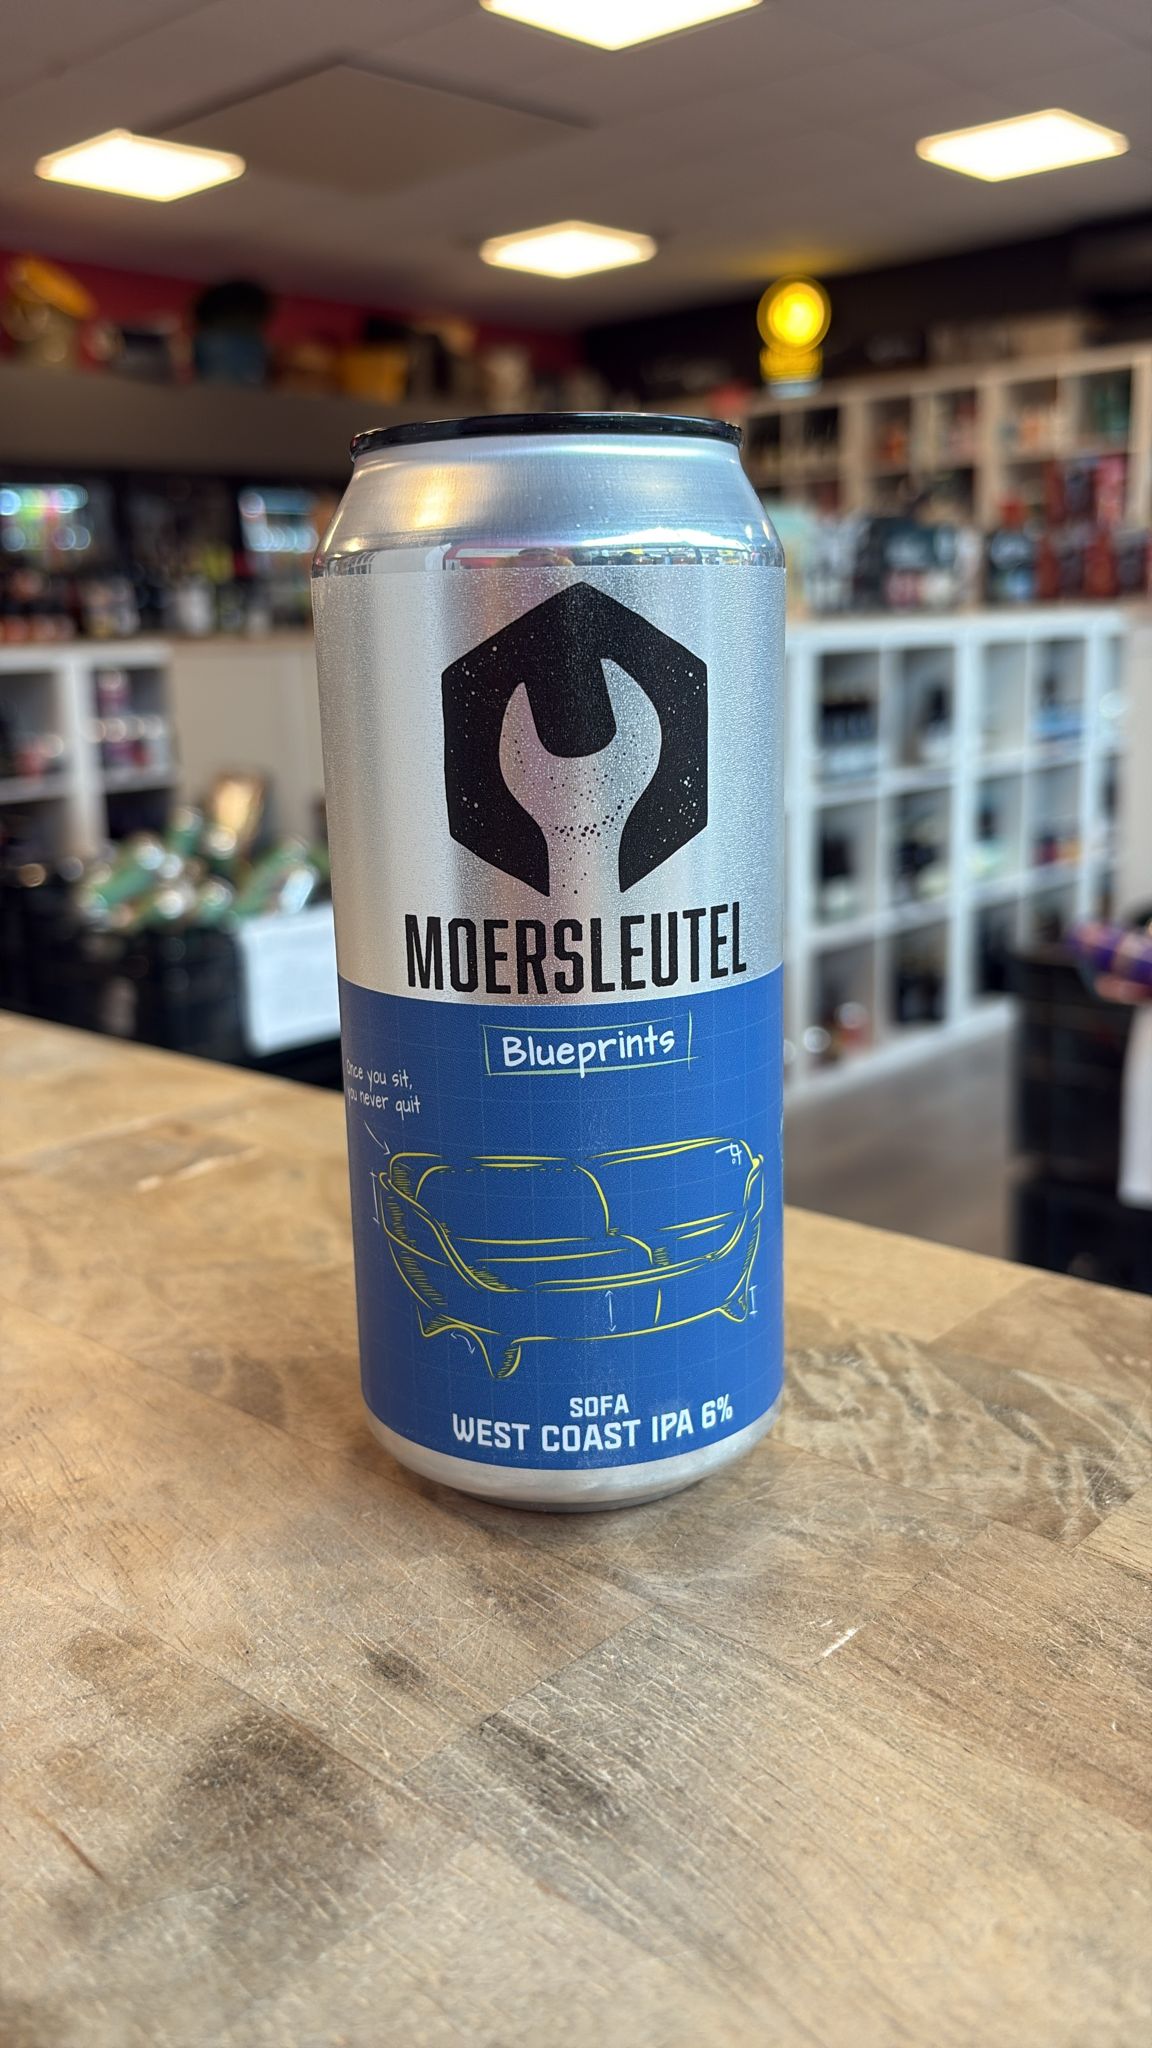 MOERSLEUTEL
Blueprints
once you sit,
you never quit
SOFA
WEST COAST IPA 6%